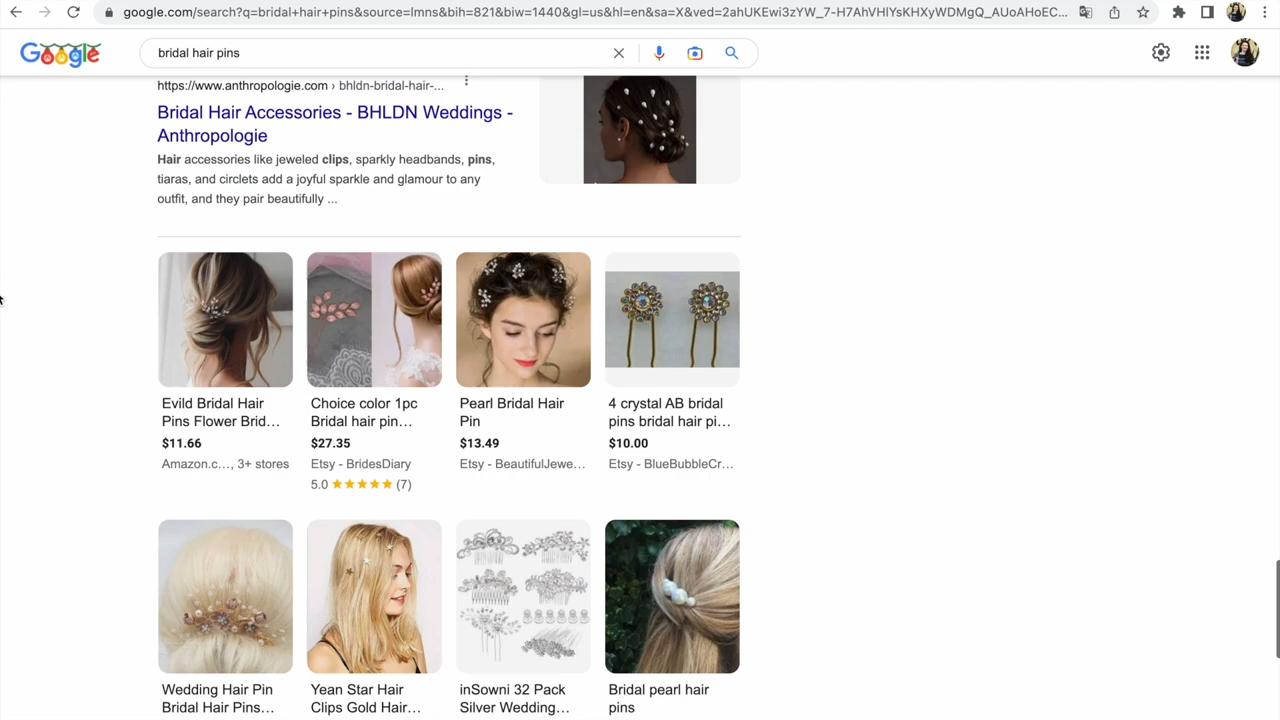 google.com/search?q=bridal+hair+pins&source=lmns&bih=821&biw=1440&gl=us&hl=en&sa=X&ved=2ahUKEwi3zYW_7-H7AhVHlYsKHXyWDMgQ_AUoAHoEC...
Google
bridal hair pins
https://www.anthropologie.com › bhldn-bridal-hair-...
Bridal Hair Accessories - BHLDN Weddings -
Anthropologie
Hair accessories like jeweled clips, sparkly headbands, pins,
tiaras, and circlets add a joyful sparkle and glamour to any
outfit, and they pair beautifully ...
Evild Bridal Hair
Pins Flower Brid...
$11.66
Amazon.c..., 3+ stores
Choice color 1pc
Bridal hair pin...
$27.35
Etsy - BridesDiary
5.0 ★★★★★ (7)
Pearl Bridal Hair
Pin
$13.49
Etsy - BeautifulJewe...
4 crystal AB bridal
pins bridal hair pi...
$10.00
Etsy - BlueBubbleCr...
Wedding Hair Pin
Bridal Hair Pins...
Yean Star Hair
Clips Gold Hair...
inSowni 32 Pack
Silver Wedding...
Bridal pearl hair
pins